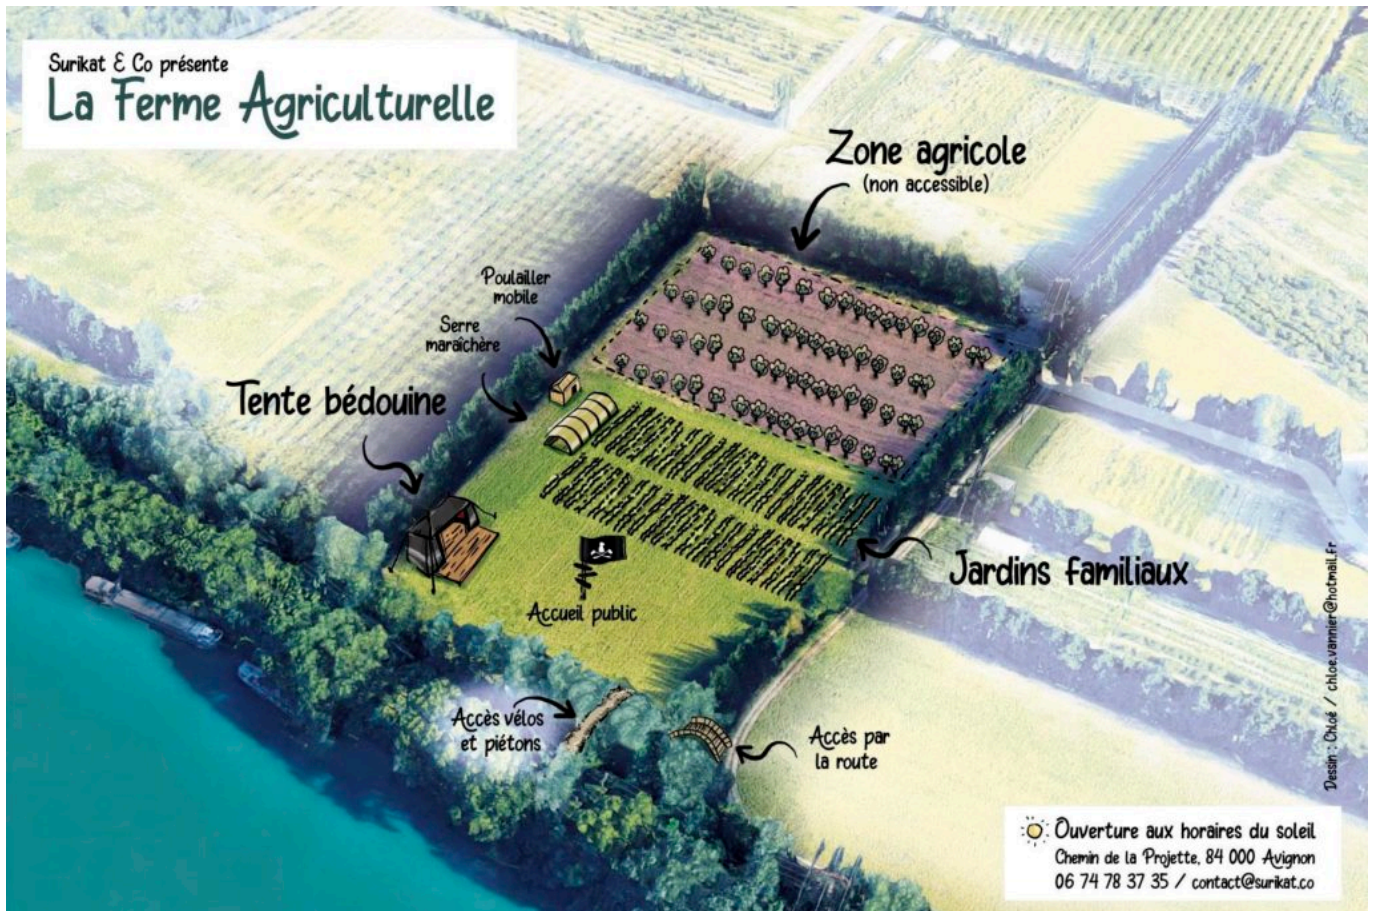 Surikat & Co présente
La Ferme Agriculturelle
Zone agricole
(non accessible)
Poulailler
mobile
Serre
maraîchère
Tente bédouine
Jardins familiaux
Accueil public
Accès vélos
et piétons
Accès par
la route
Dessin : Chloé / chloe.vannier@hotmail.fr
Ouverture aux horaires du soleil
Chemin de la Projette, 84 000 Avignon
06 74 78 37 35 / contact@surikat.co